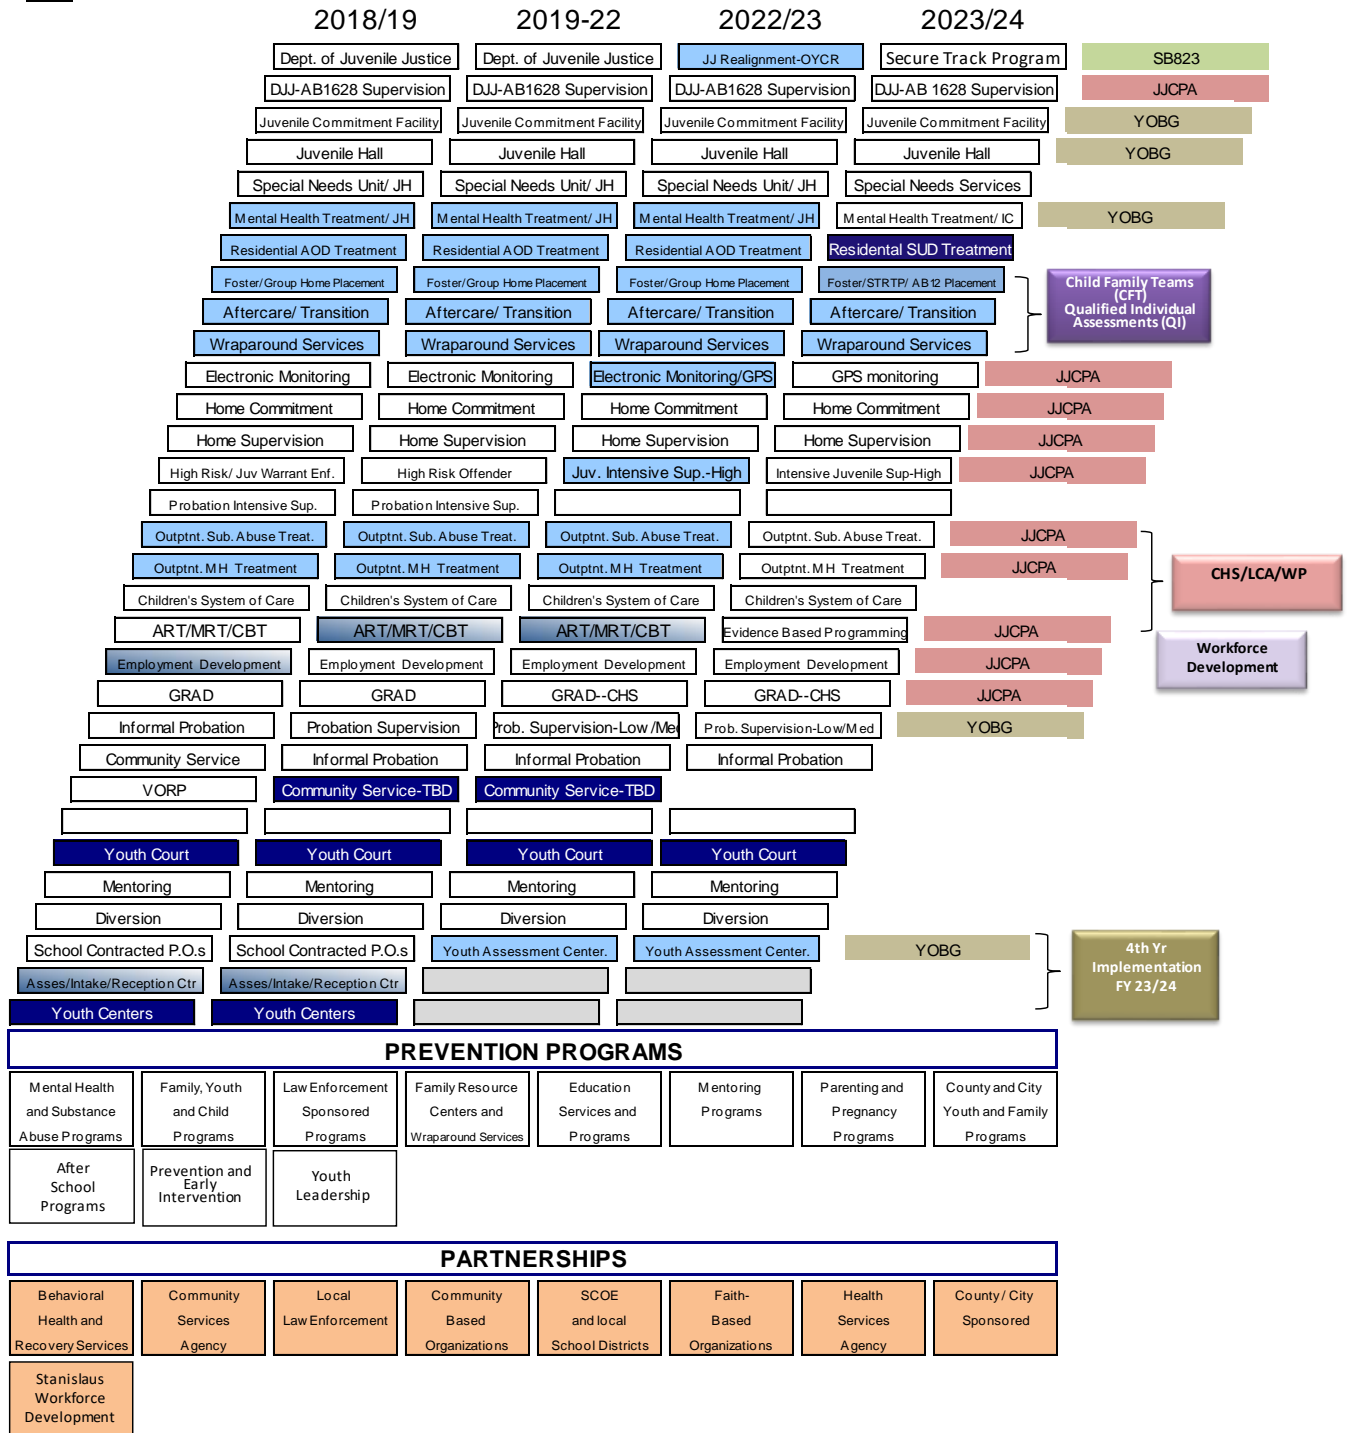 2018/19 2019-22 2022/23 2023/24
Dept. of Juvenile Justice Dept. of Juvenile Justice JJ Realignment-OYCR Secure Track Program SB823
DJJ-AB1628 Supervision DJJ-AB1628 Supervision DJJ-AB1628 Supervision DJJ-AB 1628 Supervision JJCPA
Juvenile Commitment Facility Juvenile Commitment Facility Juvenile Commitment Facility Juvenile Commitment Facility YOBG
Juvenile Hall Juvenile Hall Juvenile Hall Juvenile Hall YOBG
Special Needs Unit/ JH Special Needs Unit/ JH Special Needs Unit/ JH Special Needs Services
Mental Health Treatment/ JH Mental Health Treatment/ JH Mental Health Treatment/ JH Mental Health Treatment/ IC YOBG
Residential AOD Treatment Residential AOD Treatment Residential AOD Treatment Residental SUD Treatment
Foster/Group Home Placement Foster/Group Home Placement Foster/Group Home Placement Foster/STRTP/ AB12 Placement
Aftercare/ Transition Aftercare/ Transition Aftercare/ Transition Aftercare/ Transition
Wraparound Services Wraparound Services Wraparound Services Wraparound Services
Child Family Teams
(CFT)
Qualified Individual
Assessments (QI)
Electronic Monitoring Electronic Monitoring Electronic Monitoring/GPS GPS monitoring JJCPA
Home Commitment Home Commitment Home Commitment Home Commitment JJCPA
Home Supervision Home Supervision Home Supervision Home Supervision JJCPA
High Risk/ Juv Warrant Enf. High Risk Offender Juv. Intensive Sup.-High Intensive Juvenile Sup-High JJCPA
Probation Intensive Sup. Probation Intensive Sup.
Outptnt. Sub. Abuse Treat. Outptnt. Sub. Abuse Treat. Outptnt. Sub. Abuse Treat. Outptnt. Sub. Abuse Treat. JJCPA
Outptnt. MH Treatment Outptnt. MH Treatment Outptnt. MH Treatment Outptnt. MH Treatment JJCPA
CHS/LCA/WP
Children's System of Care Children's System of Care Children's System of Care Children's System of Care
ART/MRT/CBT ART/MRT/CBT ART/MRT/CBT Evidence Based Programming JJCPA
Workforce
Development
Employment Development Employment Development Employment Development Employment Development JJCPA
GRAD GRAD GRAD--CHS GRAD--CHS JJCPA
Informal Probation Probation Supervision Prob. Supervision-Low /Med Prob. Supervision-Low/Med YOBG
Community Service Informal Probation Informal Probation Informal Probation
VORP Community Service-TBD Community Service-TBD
Youth Court Youth Court Youth Court Youth Court
Mentoring Mentoring Mentoring Mentoring
Diversion Diversion Diversion Diversion
School Contracted P.O.s School Contracted P.O.s Youth Assessment Center. Youth Assessment Center. YOBG
Asses/Intake/Reception Ctr Asses/Intake/Reception Ctr
Youth Centers Youth Centers
4th Yr
Implementation
FY 23/24
PREVENTION PROGRAMS
Mental Health Family, Youth Law Enforcement Family Resource Education Mentoring Parenting and County and City
and Substance and Child Sponsored Centers and Services and Programs Pregnancy Youth and Family
Abuse Programs Programs Programs Wraparound Services Programs Programs Programs
After
School
Programs
Prevention and
Early
Intervention
Youth
Leadership
PARTNERSHIPS
Behavioral Community Local Community SCOE Faith- Health County/ City
Health and Services Law Enforcement Based and local Based Services Sponsored
Recovery Services Agency Organizations School Districts Organizations Agency
Stanislaus
Workforce
Development